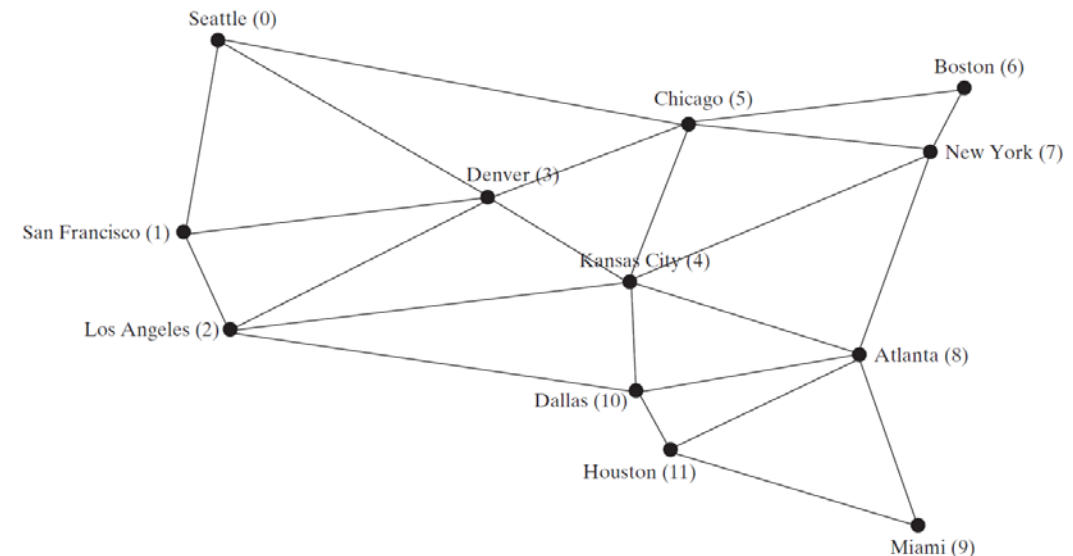 Seattle (0)
Boston (6)
Chicago (5)
New York (7)
Denver (3)
San Francisco (1)
Kansas City (4)
Los Angeles (2)
Atlanta (8)
Dallas (10)
Houston (11)
Miami (9)